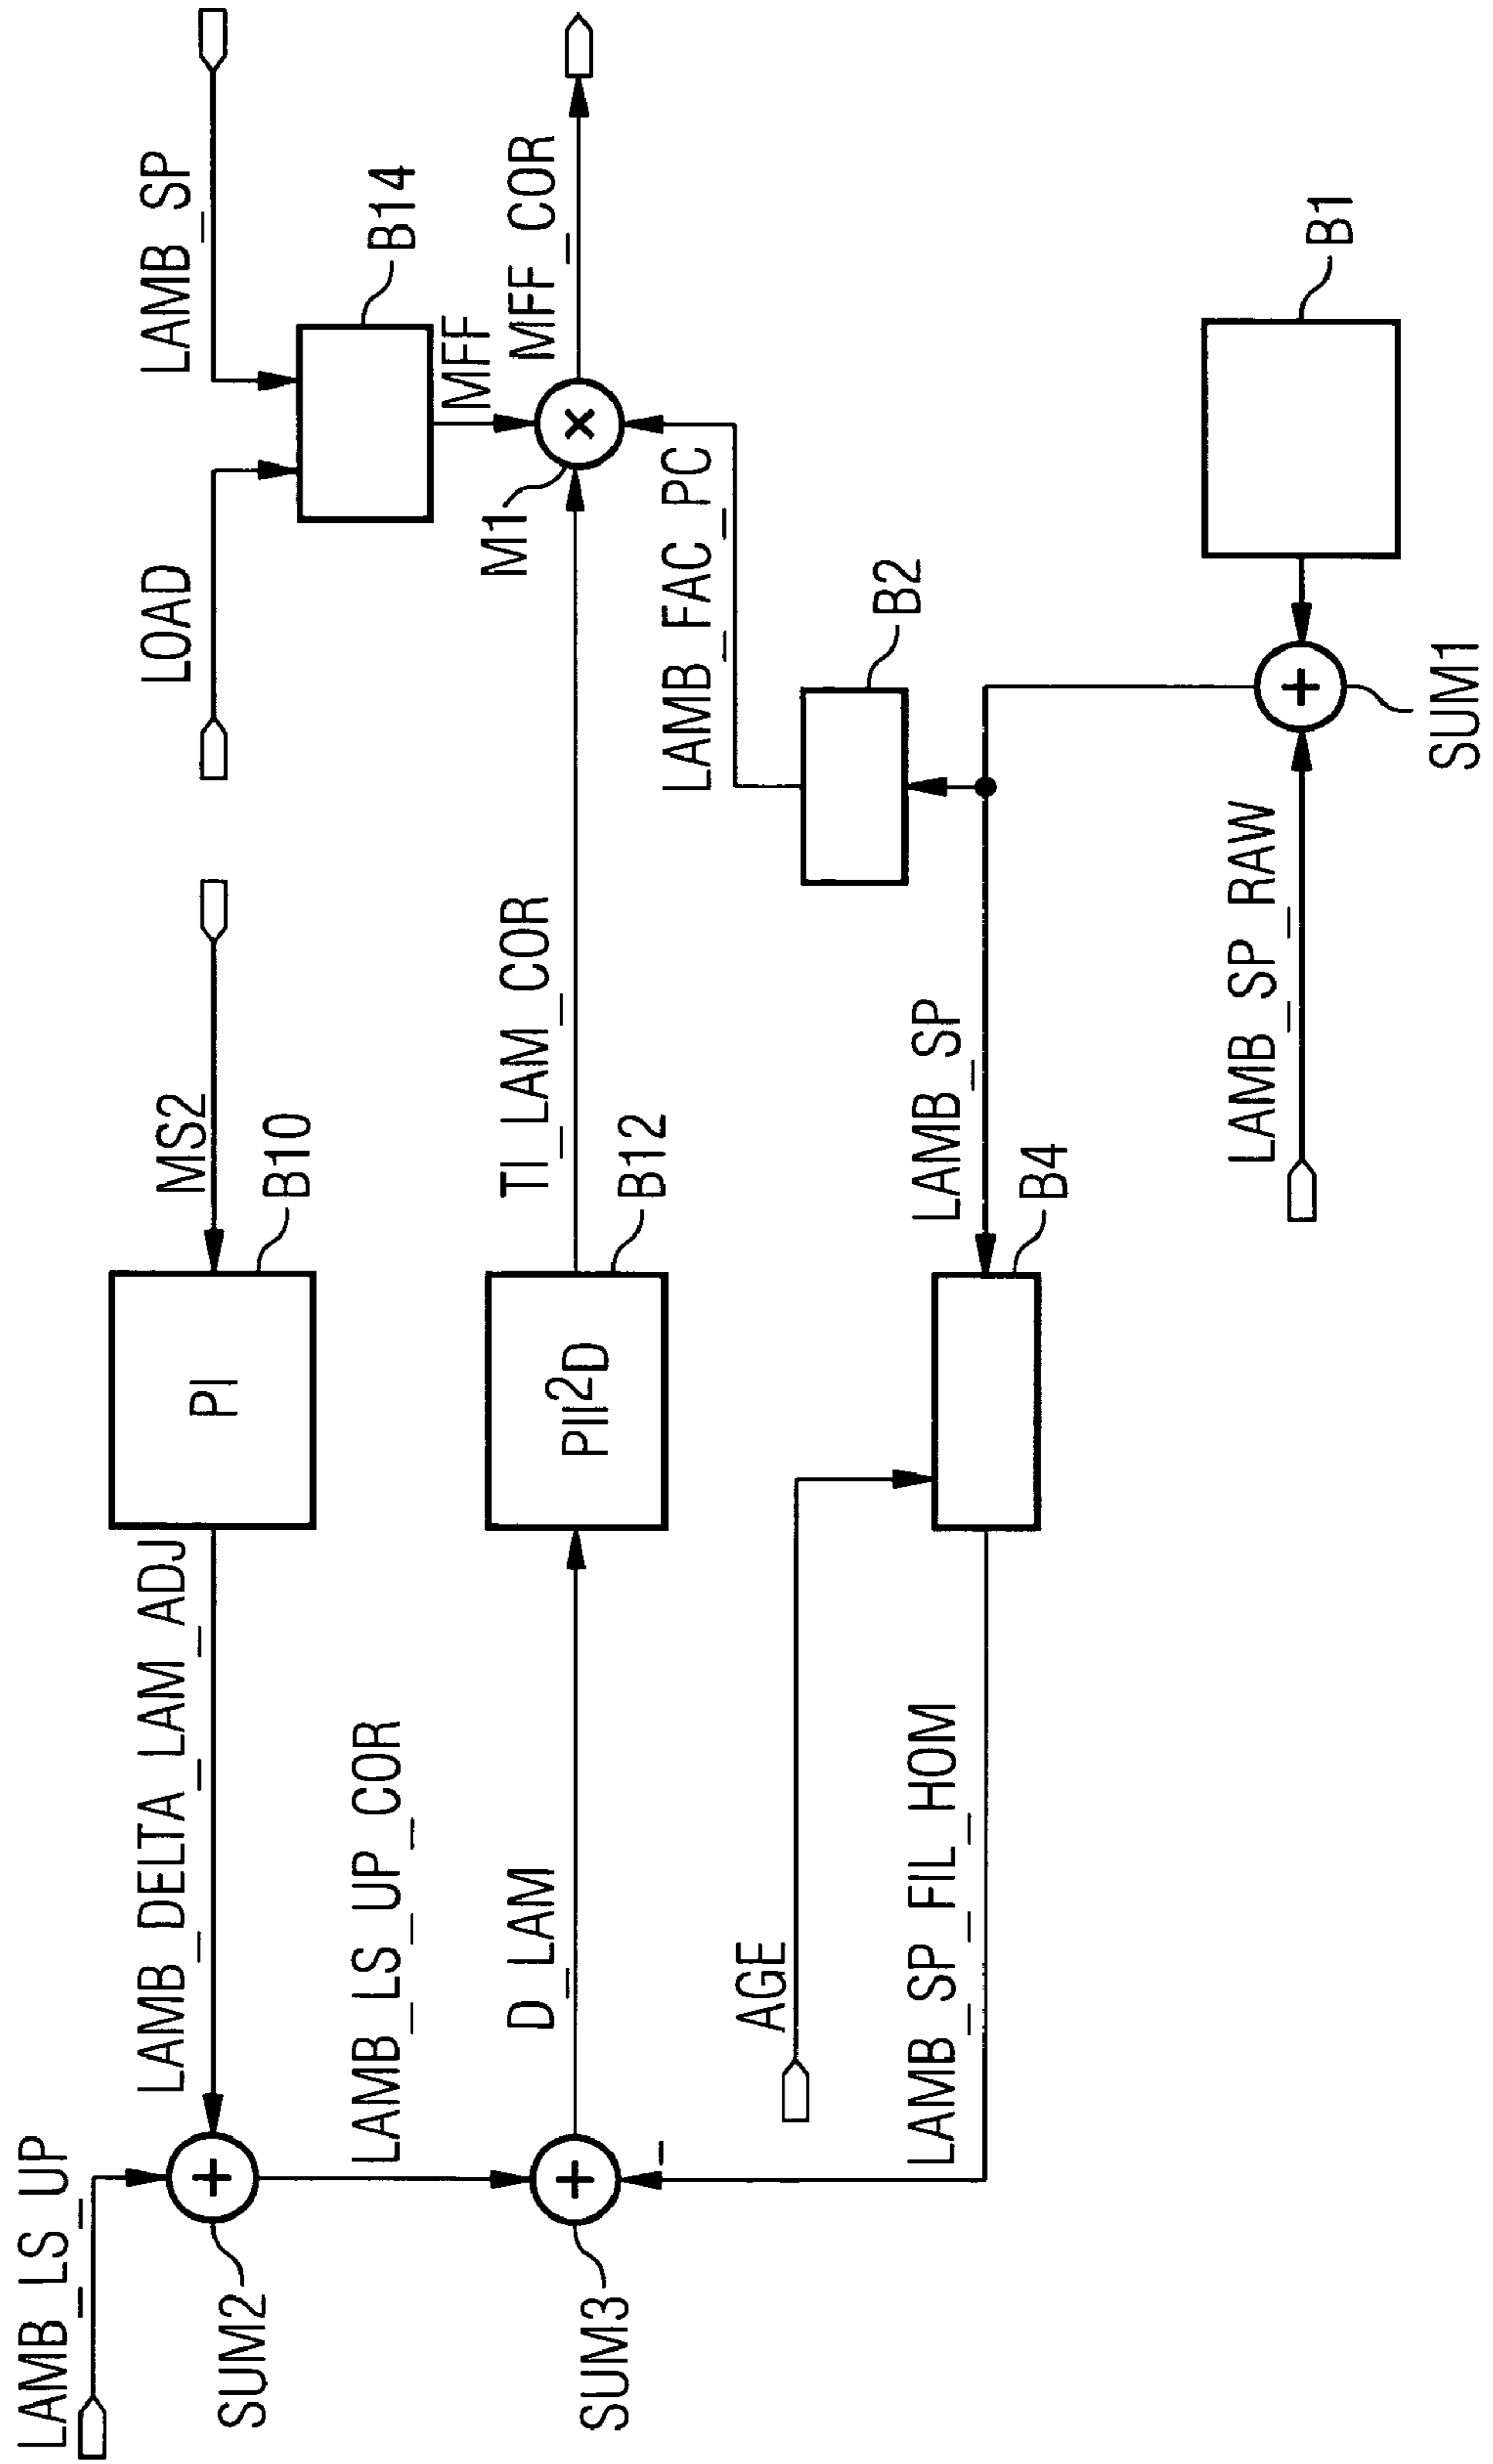 LAMB_LS_UP
LAMB_DELTA_LAM_ADJ
PI
MS2
B10
LOAD
LAMB_SP
B14
SUM2
LAMB_LS_UP_COR
MFF
M1
MFF_COR
D_LAM
PII²D
TI_LAM_COR
B12
SUM3
LAMB_FAC_PC
AGE
B2
LAMB_SP_FIL_HOM
LAMB_SP
B4
B1
LAMB_SP_RAW
SUM1
+
+
−
+
×